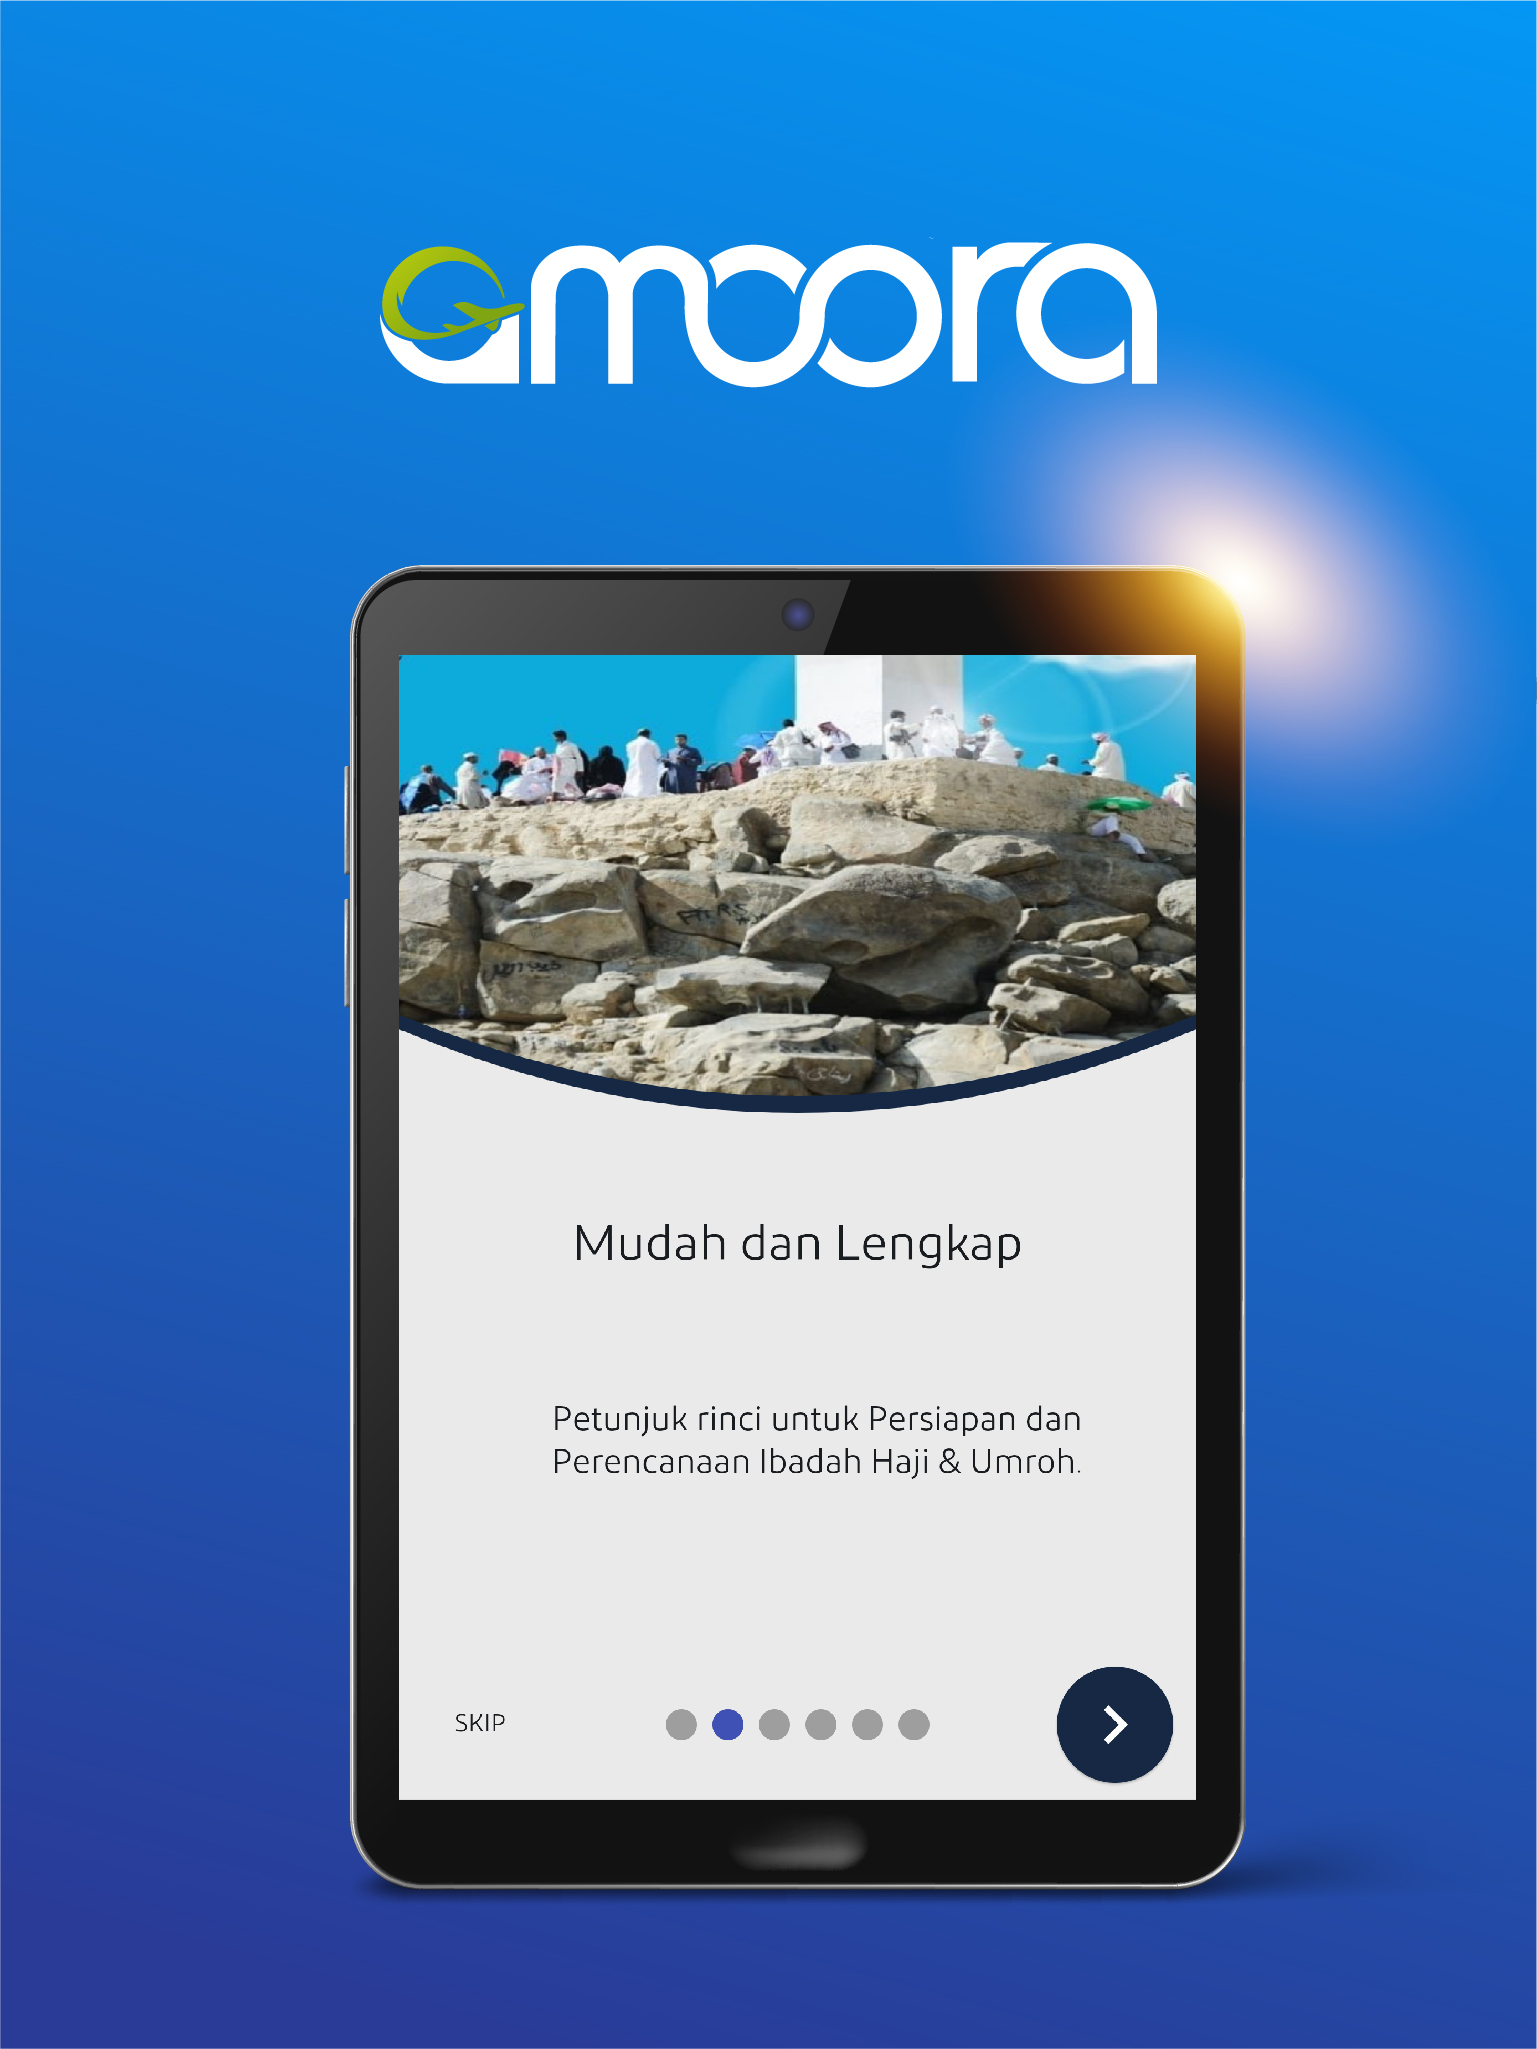 amoora
Mudah dan Lengkap
Petunjuk rinci untuk Persiapan dan
Perencanaan Ibadah Haji & Umroh.
SKIP